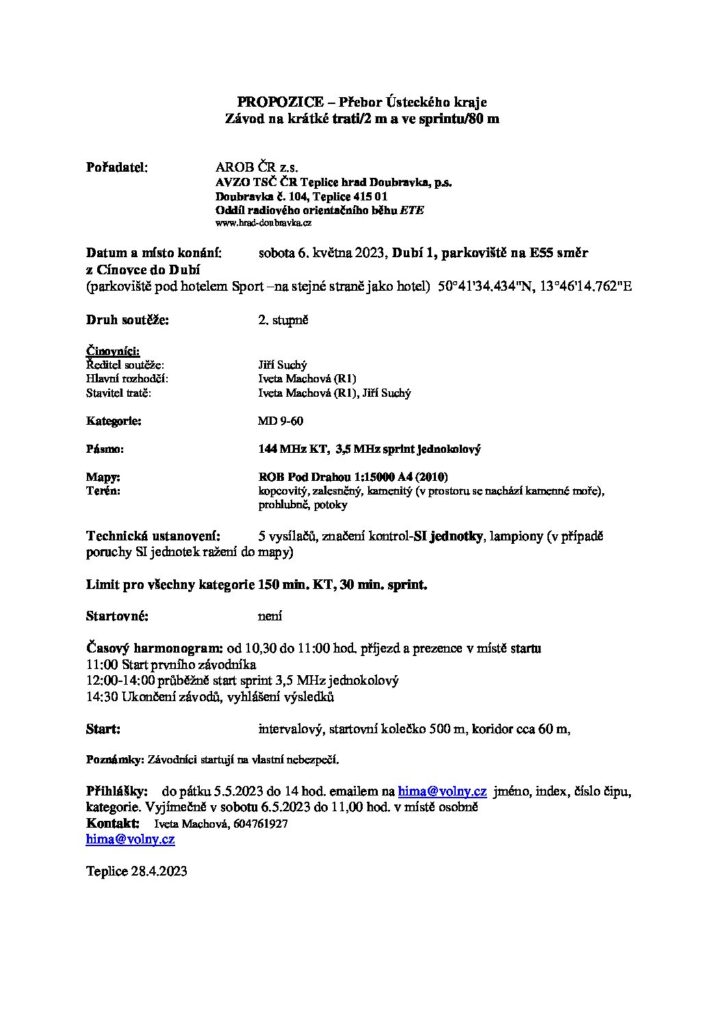 PROPOZICE – Přebor Ústeckého kraje
Závod na krátké trati/2 m a ve sprintu/80 m
Pořadatel: AROB ČR z.s.
AVZO TSČ ČR Teplice hrad Doubravka, p.s.
Doubravka č. 104, Teplice 415 01
Oddíl radiového orientačního běhu ETE
www.hrad-doubravka.cz
Datum a místo konání: sobota 6. května 2023, Dubí 1, parkoviště na E55 směr
z Cínovce do Dubí
(parkoviště pod hotelem Sport –na stejné straně jako hotel) 50°41'34.434"N, 13°46'14.762"E
Druh soutěže: 2. stupně
Činovníci:
Ředitel soutěže: Jiří Suchý
Hlavní rozhodčí: Iveta Machová (R1)
Stavitel tratě: Iveta Machová (R1), Jiří Suchý
Kategorie: MD 9-60
Pásmo: 144 MHz KT, 3,5 MHz sprint jednokolový
Mapy: ROB Pod Drahou 1:15000 A4 (2010)
Terén: kopcovitý, zalesněný, kamenitý (v prostoru se nachází kamenné moře),
prohlubně, potoky
Technická ustanovení: 5 vysílačů, značení kontrol-SI jednotky, lampiony (v případě
poruchy SI jednotek ražení do mapy)
Limit pro všechny kategorie 150 min. KT, 30 min. sprint.
Startovné: není
Časový harmonogram: od 10,30 do 11:00 hod. příjezd a prezence v místě startu
11:00 Start prvního závodníka
12:00-14:00 průběžně start sprint 3,5 MHz jednokolový
14:30 Ukončení závodů, vyhlášení výsledků
Start: intervalový, startovní kolečko 500 m, koridor cca 60 m,
Poznámky: Závodníci startují na vlastní nebezpečí.
Přihlášky: do pátku 5.5.2023 do 14 hod. emailem na hima@volny.cz jméno, index, číslo čipu,
kategorie. Vyjímečně v sobotu 6.5.2023 do 11,00 hod. v místě osobně
Kontakt: Iveta Machová, 604761927
hima@volny.cz
Teplice 28.4.2023